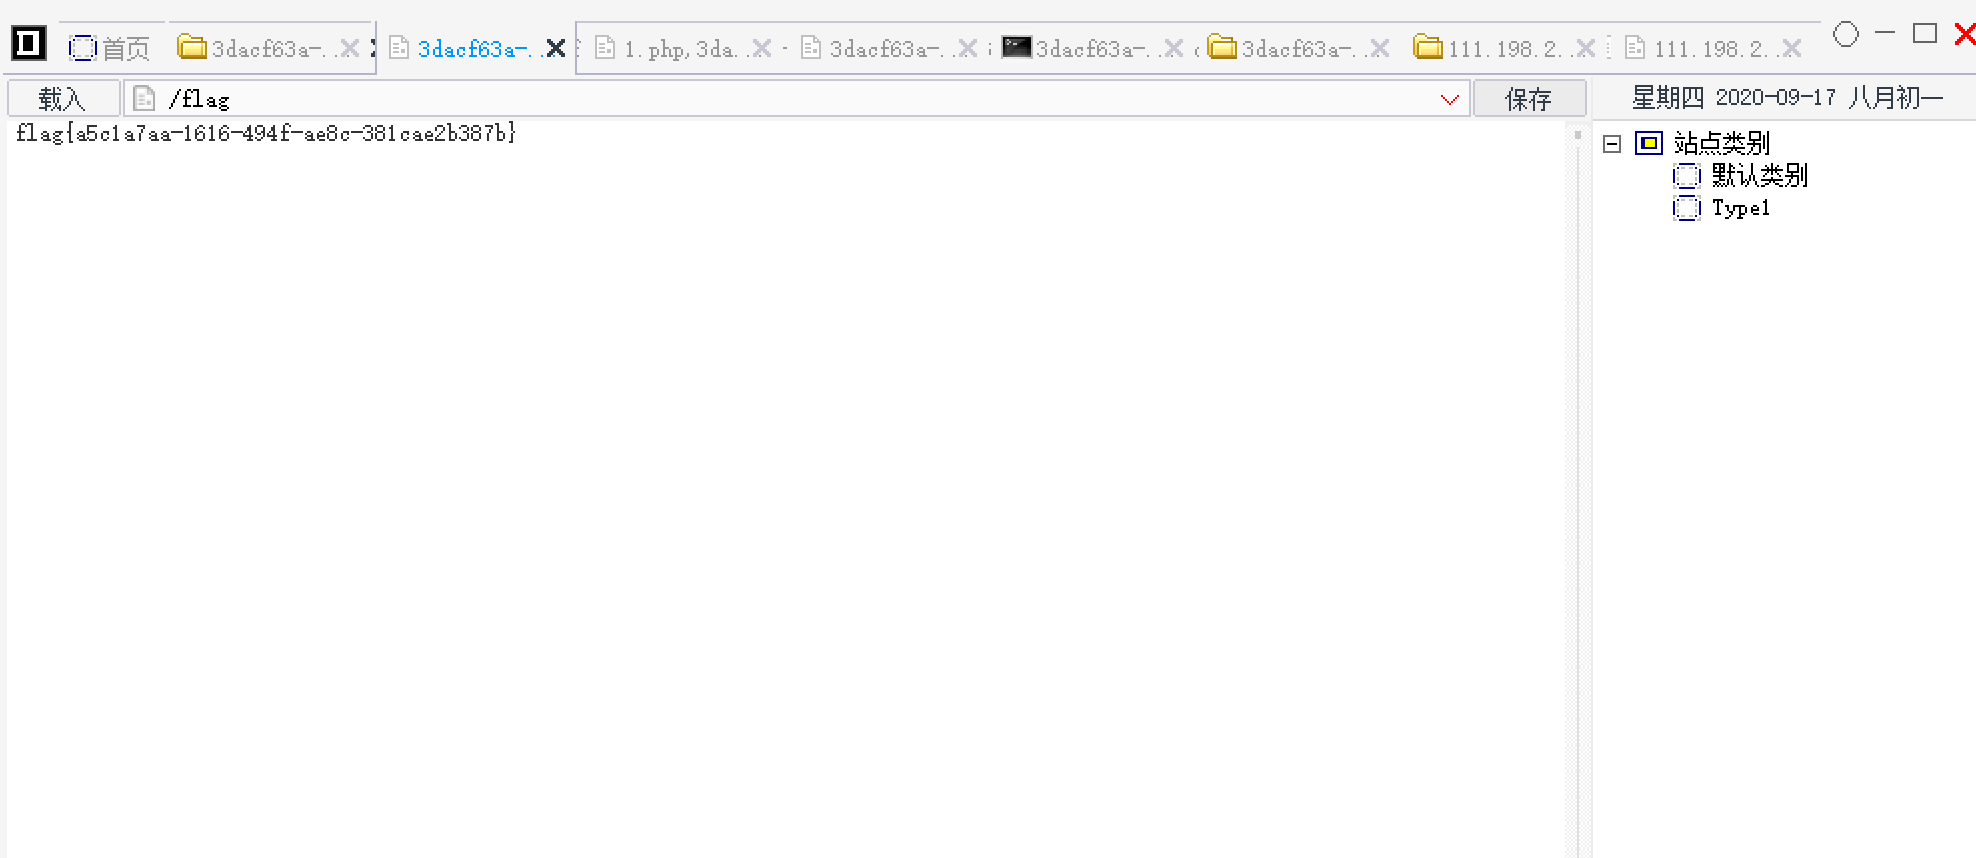 首页 3dacf63a-... 3dacf63a-... 1.php,3da... 3dacf63a-... 3dacf63a-... 3dacf63a-... 111.198.2... 111.198.2...
载入 /flag 保存 星期四 2020-09-17 八月初一
flag{a5c1a7aa-1616-494f-ae8c-381cae2b387b}
站点类别
默认类别
Type1